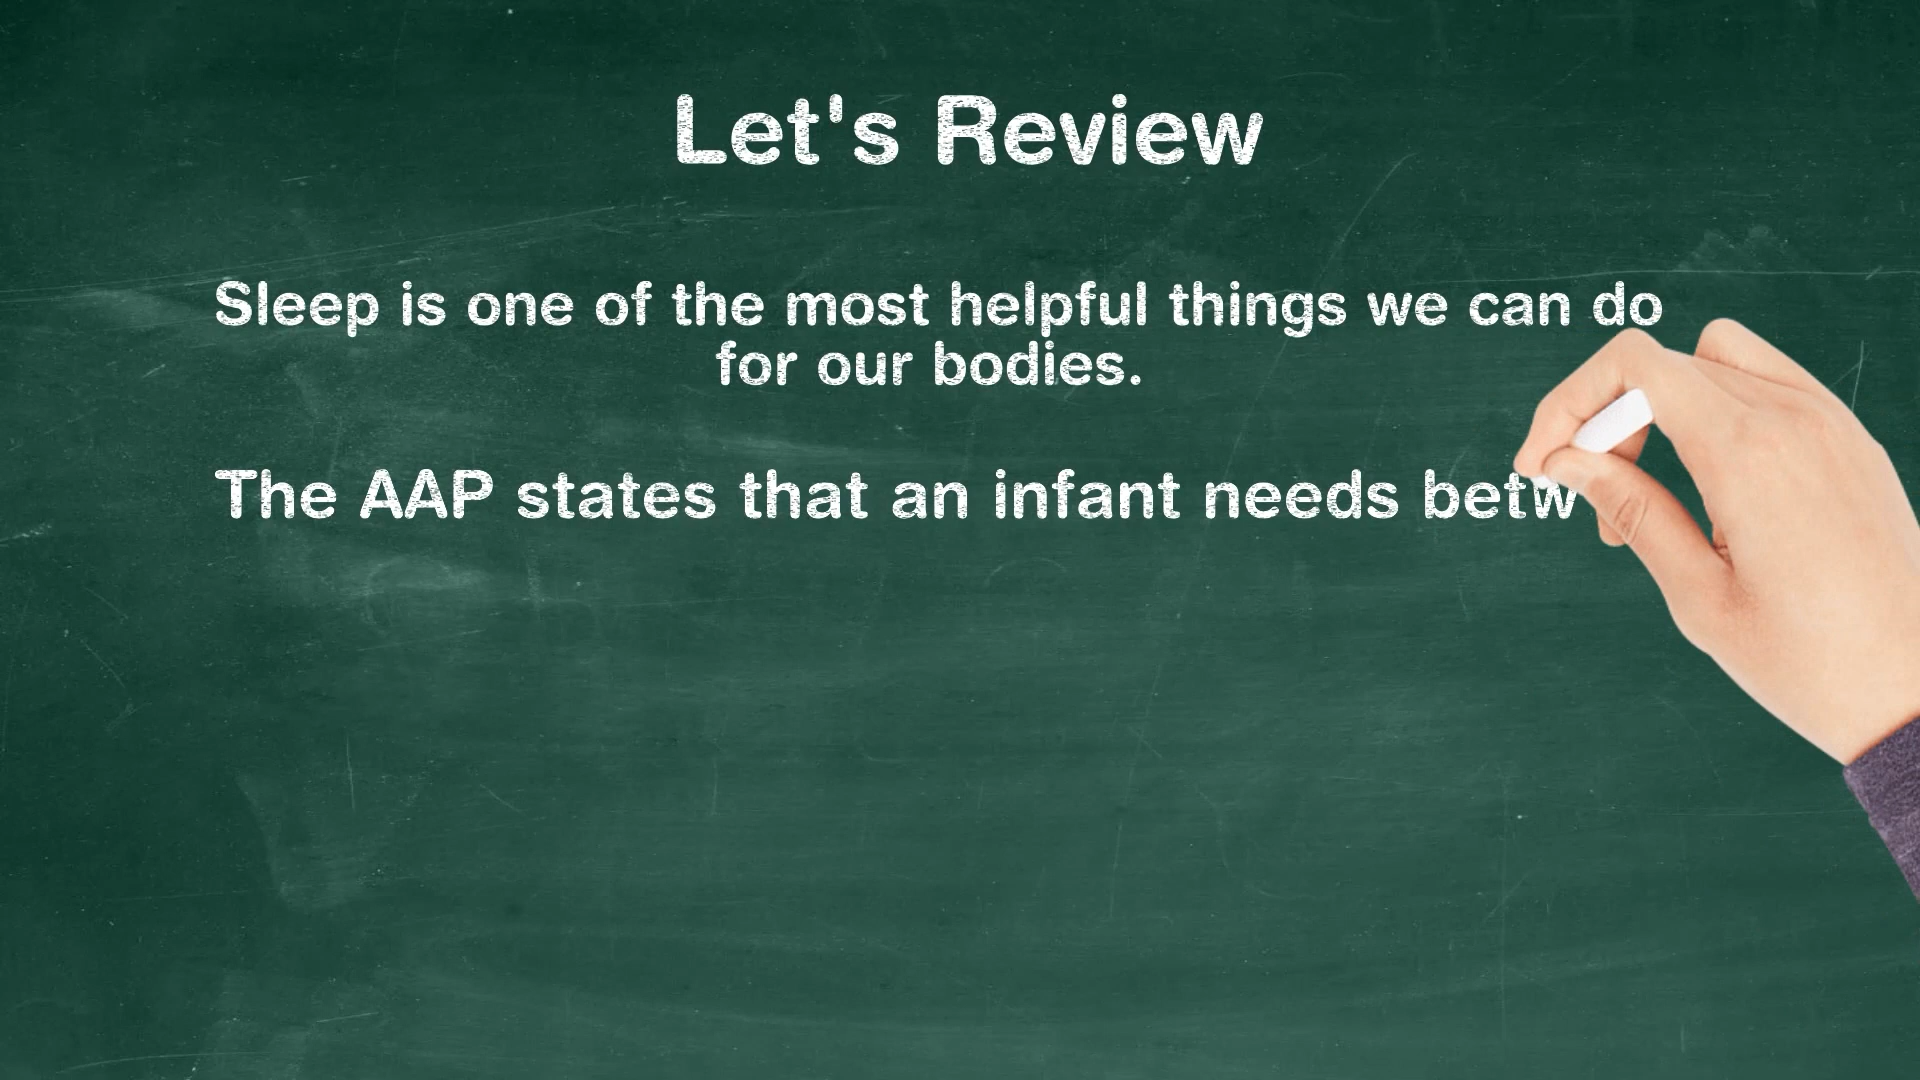 Let's Review
Sleep is one of the most helpful things we can do
for our bodies.
The AAP states that an infant needs betw